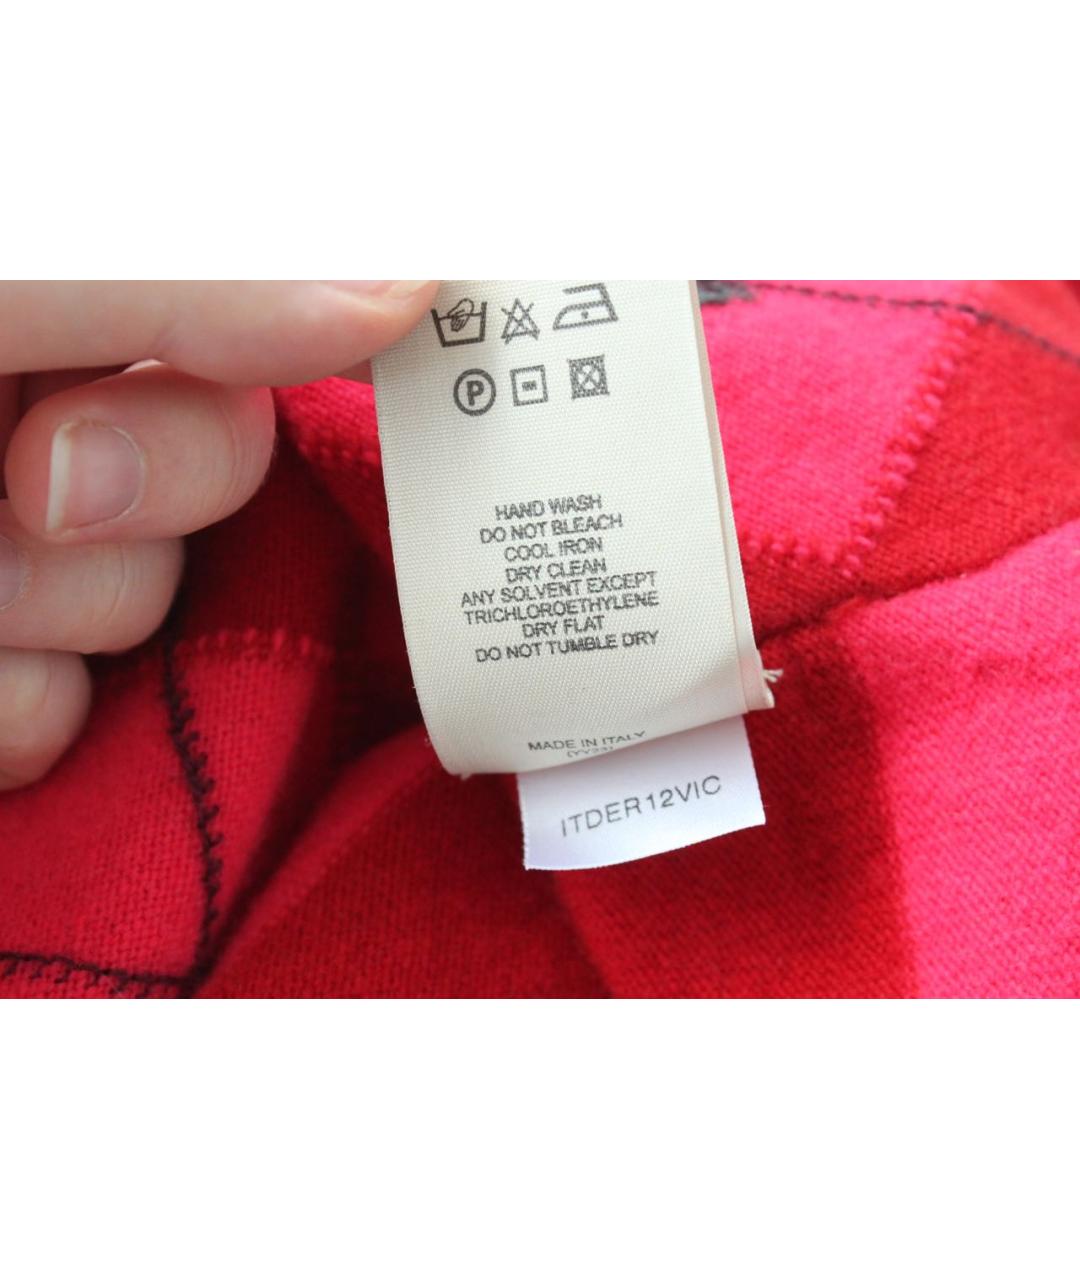 P
HAND WASH
DO NOT BLEACH
COOL IRON
DRY CLEAN
ANY SOLVENT EXCEPT
TRICHLOROETHYLENE
DRY FLAT
DO NOT TUMBLE DRY
MADE IN ITALY
ITDER12VIC